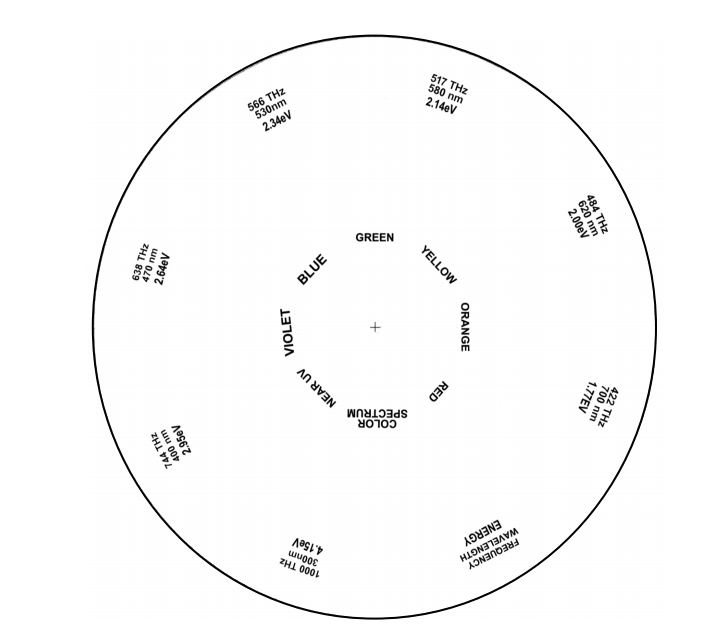 517 THz
580 nm
2.14eV
484 THz
620 nm
2.00eV
422 THz
700 nm
1.77EV
FREQUENCY
WAVELENGTH
ENERGY
1000 THz
300nm
4.15eV
744 THz
400 nm
2.95eV
638 THz
470 nm
2.64eV
566 THz
530nm
2.34eV
GREEN
YELLOW
ORANGE
RED
COLOR
SPECTRUM
NEAR UV
VIOLET
BLUE